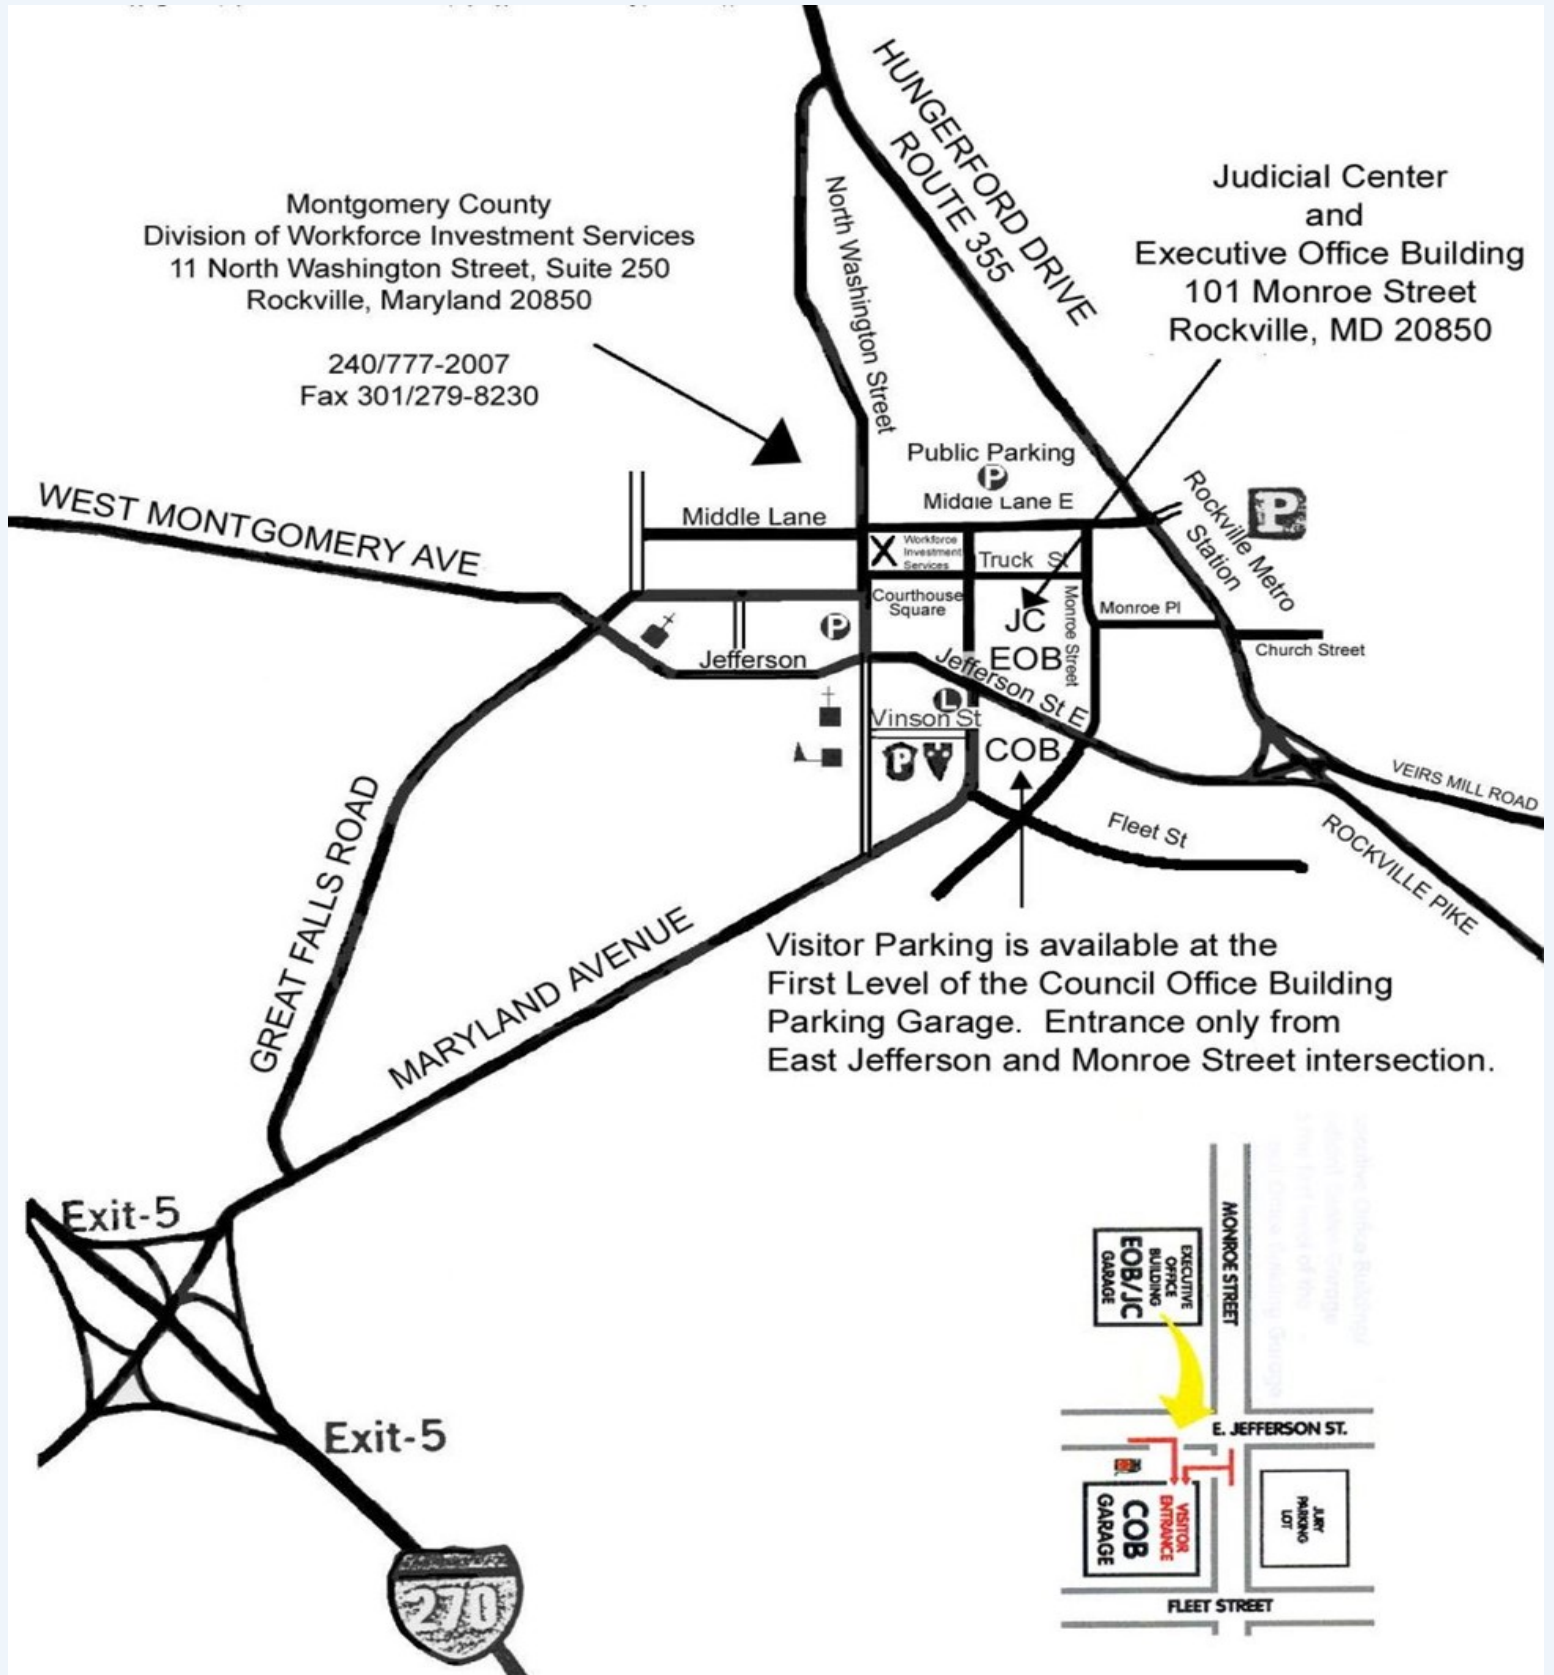 HUNGERFORD DRIVE
ROUTE 355
North Washington Street
Montgomery County
Division of Workforce Investment Services
11 North Washington Street, Suite 250
Rockville, Maryland 20850
240/777-2007
Fax 301/279-8230
Judicial Center
and
Executive Office Building
101 Monroe Street
Rockville, MD 20850
WEST MONTGOMERY AVE
Public Parking
P
Middle Lane E
Middle Lane
Rockville Metro
Station
P
X
Workforce
Investment
Services
Truck St
Courthouse
Square
JC
EOB
Monroe Street
Monroe Pl
Church Street
P
Jefferson
Jefferson St E
L
Vinson St
P
COB
VEIRS MILL ROAD
ROCKVILLE PIKE
Fleet St
GREAT FALLS ROAD
MARYLAND AVENUE
Visitor Parking is available at the
First Level of the Council Office Building
Parking Garage. Entrance only from
East Jefferson and Monroe Street intersection.
Exit-5
Exit-5
270
MONROE STREET
EXECUTIVE
OFFICE
BUILDING
EOB/JC
GARAGE
E. JEFFERSON ST.
VISITOR
ENTRANCE
COB
GARAGE
JURY
PARKING
LOT
FLEET STREET